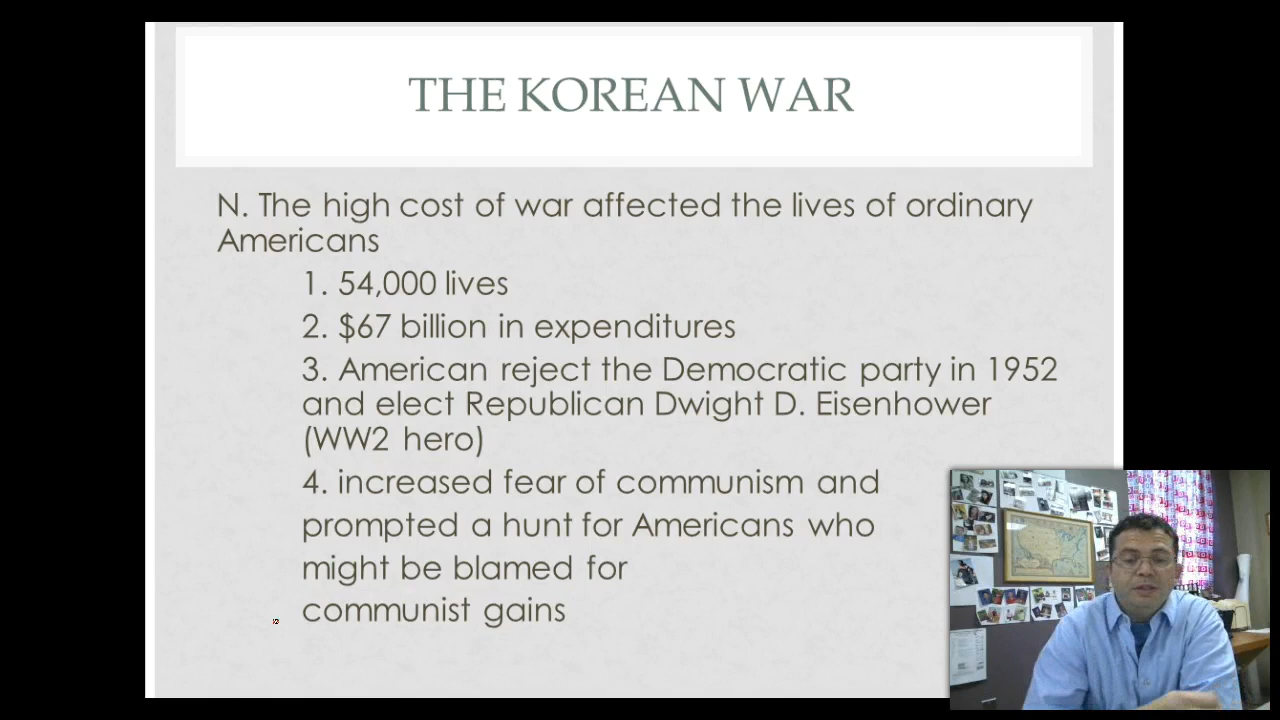 THE KOREAN WAR
N. The high cost of war affected the lives of ordinary
Americans
1. 54,000 lives
2. $67 billion in expenditures
3. American reject the Democratic party in 1952
and elect Republican Dwight D. Eisenhower
(WW2 hero)
4. increased fear of communism and
prompted a hunt for Americans who
might be blamed for
communist gains